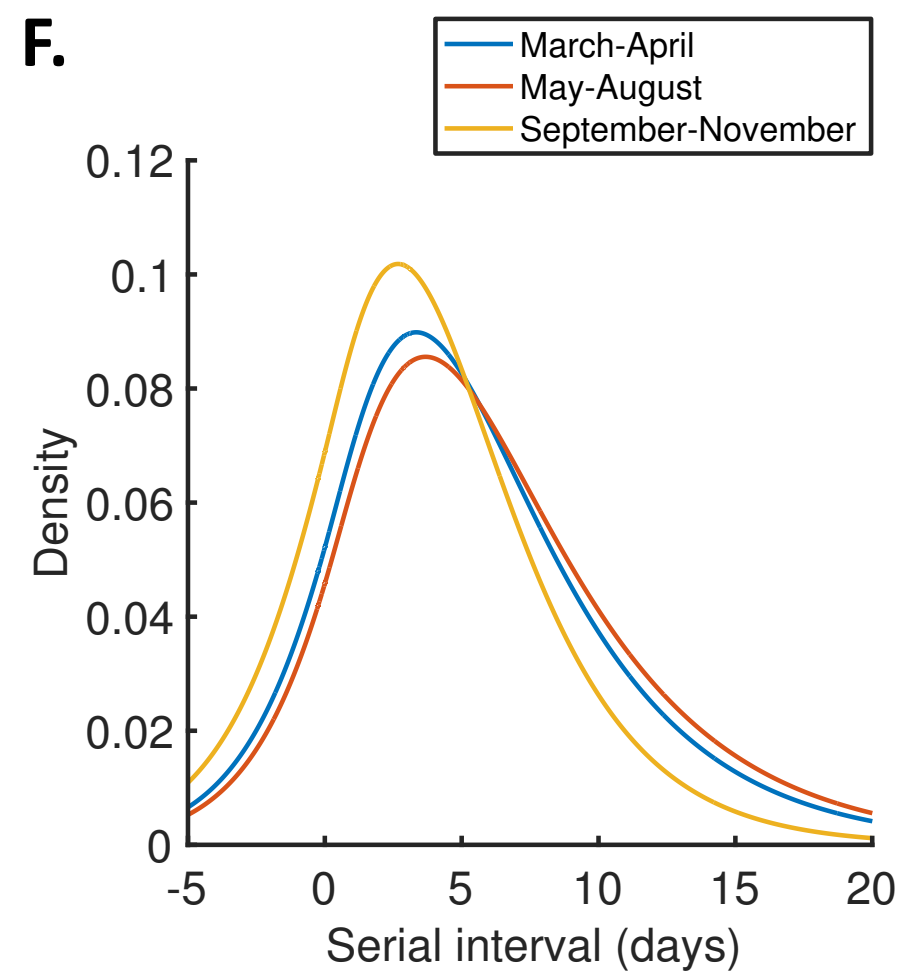 F.
March-April
May-August
September-November
0.12
0.1
0.08
0.06
0.04
0.02
0
Density
-5 0 5 10 15 20
Serial interval (days)